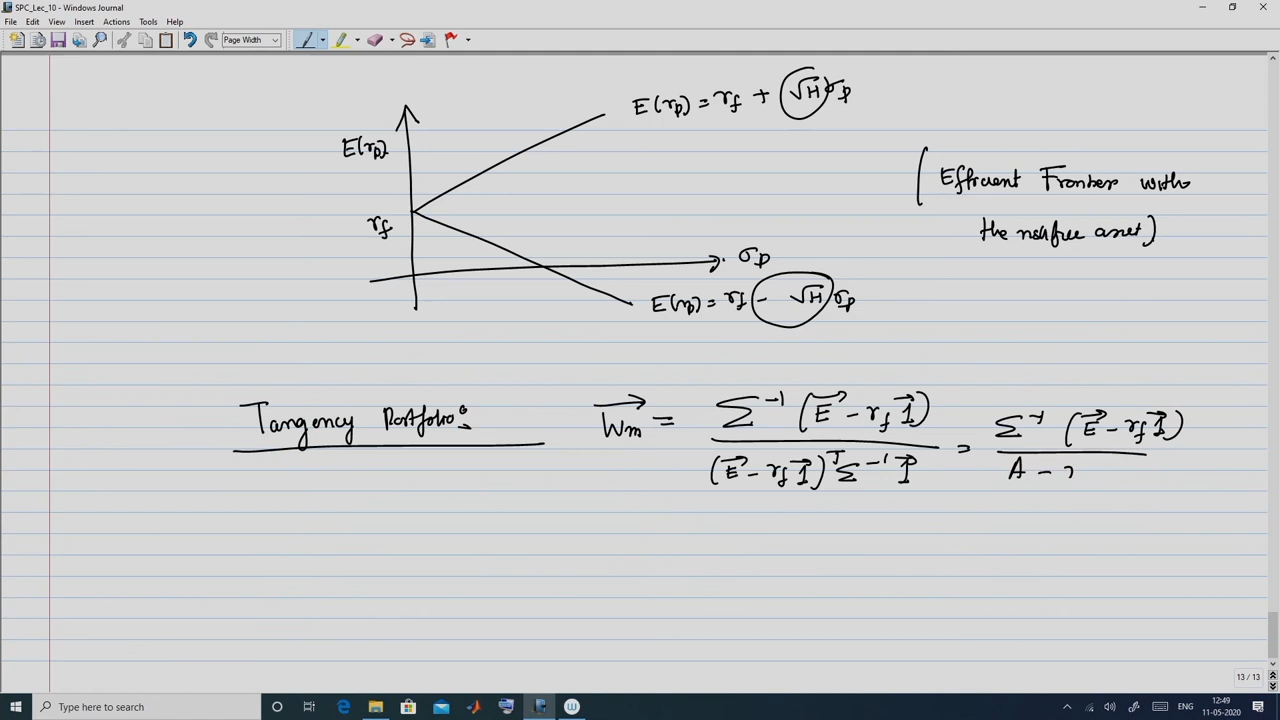 SPC_Lec_10 - Windows Journal
File Edit View Insert Actions Tools Help
Page Width
E(rp) = rf + √H σp
E(rp)
(Efficient Frontier with
rf
the riskfree asset)
σp
E(rp) = rf - √H σp
Tangency Portfolio: Wm = Σ⁻¹ (E - rf 1) / (E - rf 1)ᵀ Σ⁻¹ 1 = Σ⁻¹ (E - rf 1) / A -
13 / 13
Type here to search
ENG
12:49
11-05-2020